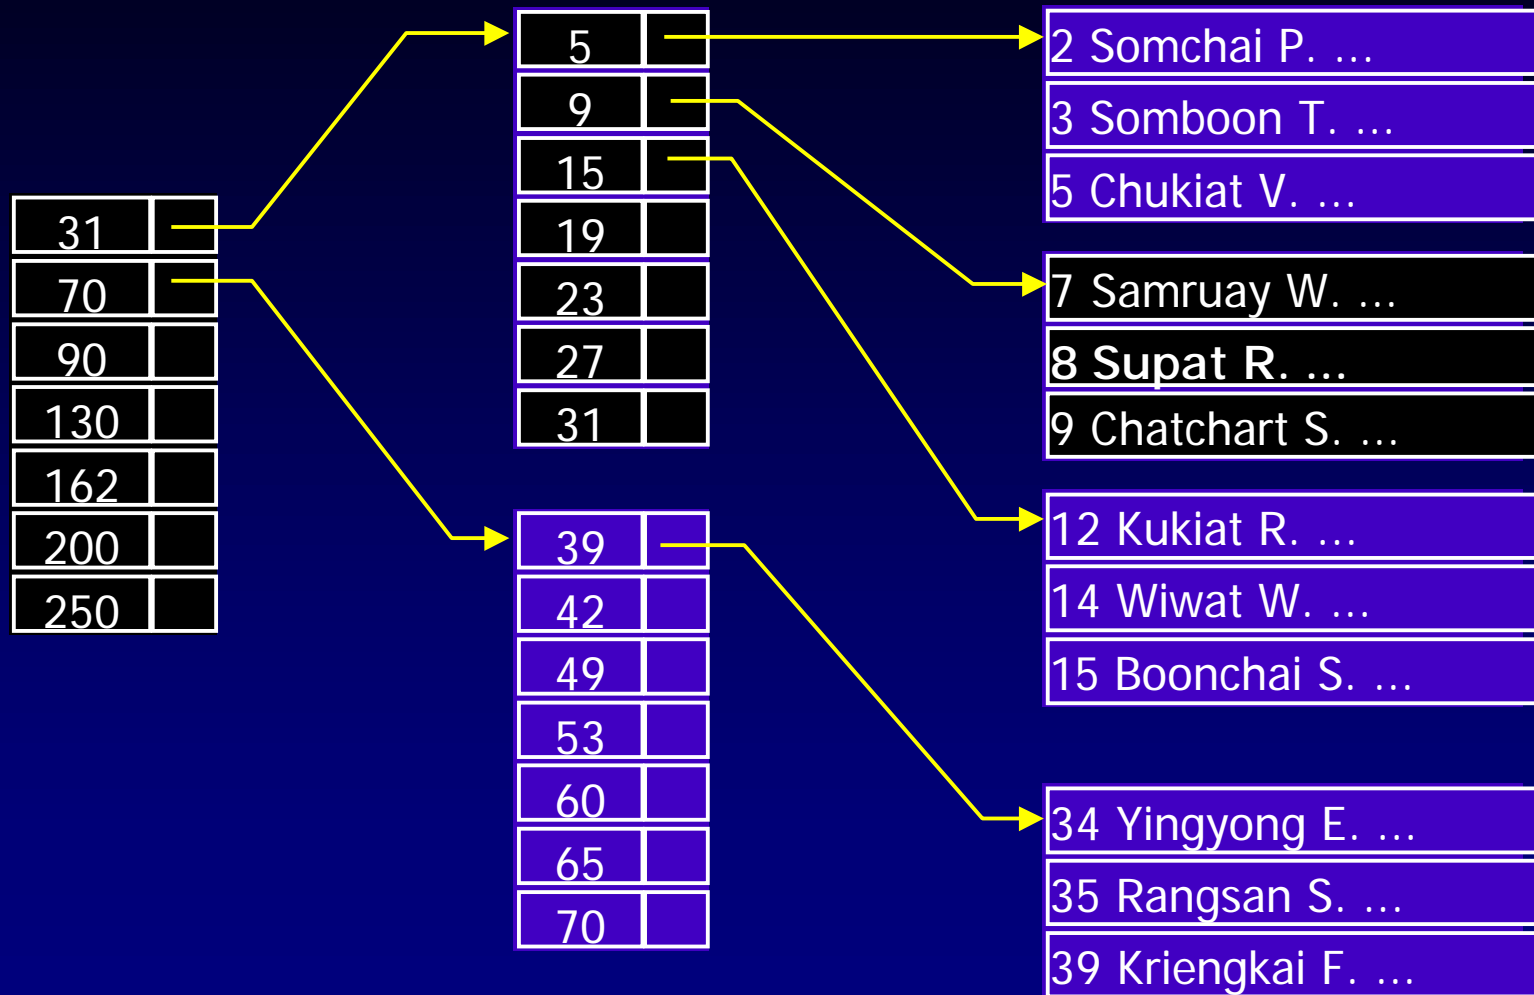 31
70
90
130
162
200
250
5
9
15
19
23
27
31
39
42
49
53
60
65
70
2 Somchai P. ...
3 Somboon T. ...
5 Chukiat V. ...
7 Samruay W. ...
8 Supat R. ...
9 Chatchart S. ...
12 Kukiat R. ...
14 Wiwat W. ...
15 Boonchai S. ...
34 Yingyong E. ...
35 Rangsan S. ...
39 Kriengkai F. ...